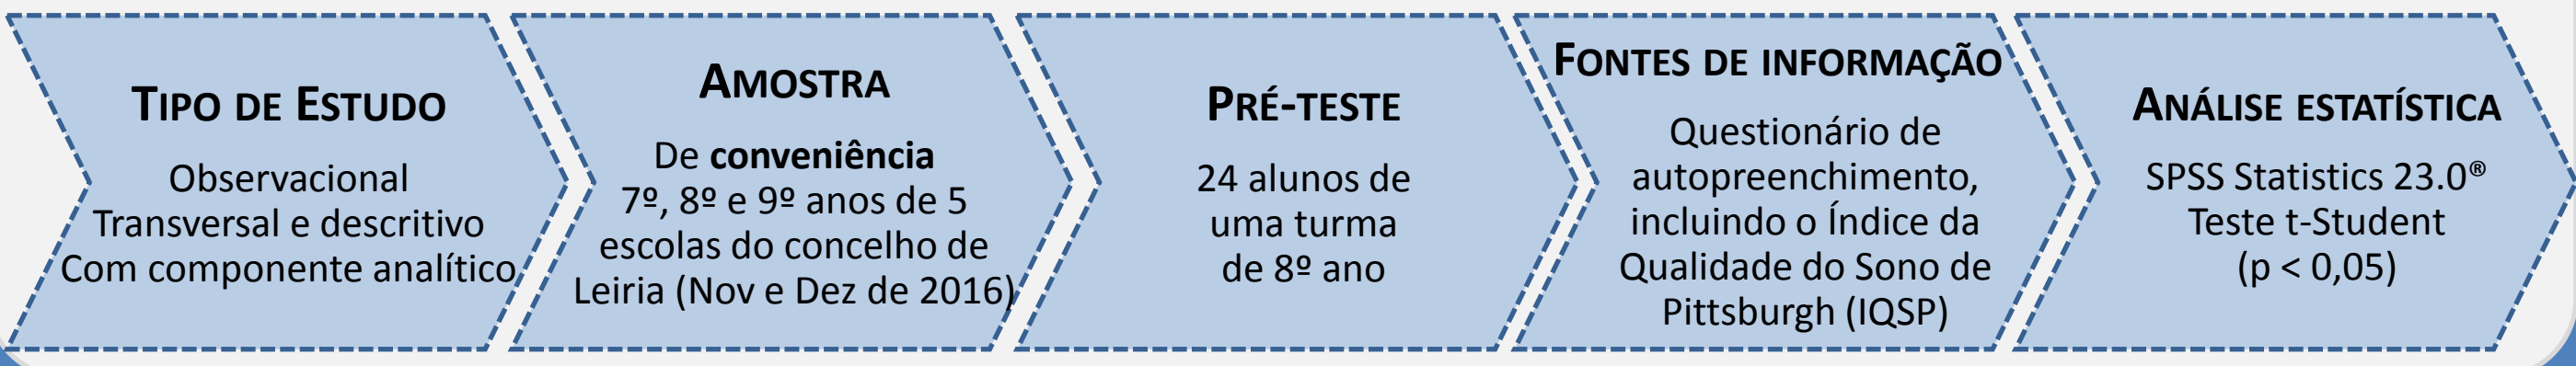 TIPO DE ESTUDO
Observacional
Transversal e descritivo
Com componente analítico
AMOSTRA
De conveniência
7º, 8º e 9º anos de 5
escolas do concelho de
Leiria (Nov e Dez de 2016)
PRÉ-TESTE
24 alunos de
uma turma
de 8º ano
FONTES DE INFORMAÇÃO
Questionário de
autopreenchimento,
incluindo o Índice da
Qualidade do Sono de
Pittsburgh (IQSP)
ANÁLISE ESTATÍSTICA
SPSS Statistics 23.0®
Teste t-Student
(p < 0,05)